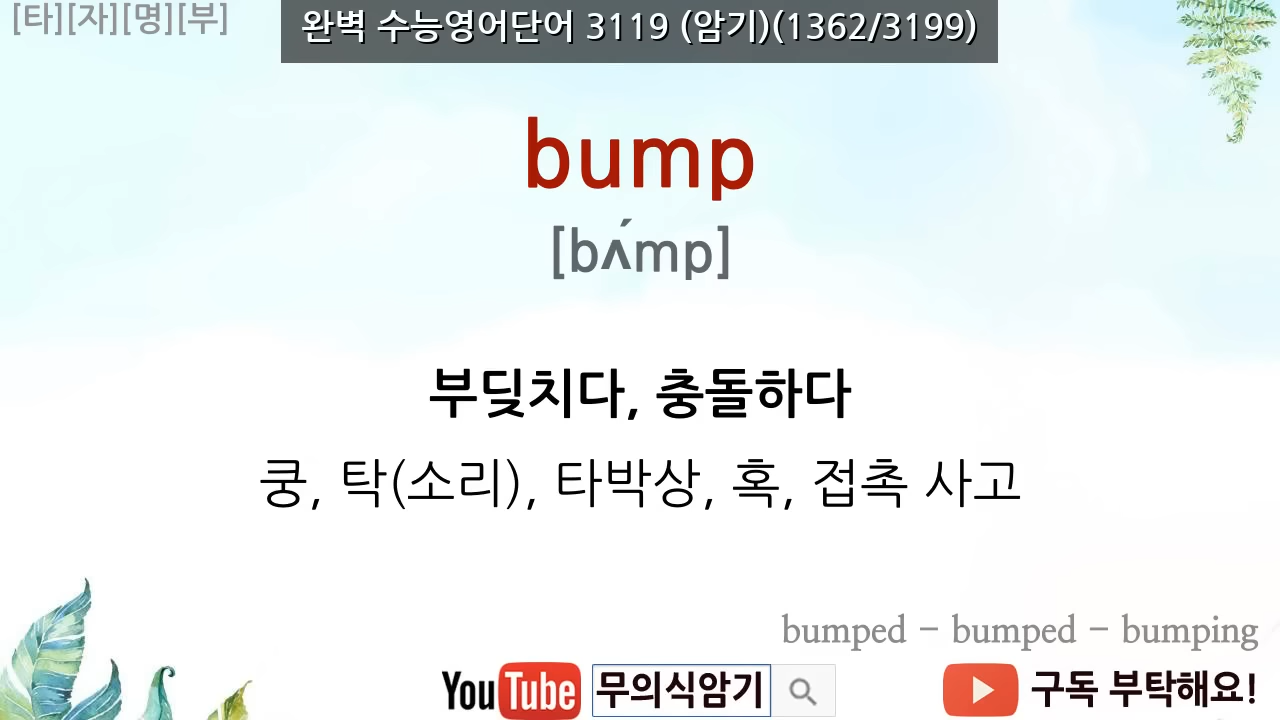 [타][자][명][부]
완벽 수능영어단어 3119 (암기)(1362/3199)
bump
[bʌ́mp]
부딪치다, 충돌하다
쿵, 탁(소리), 타박상, 혹, 접촉 사고
bumped - bumped - bumping
YouTube 무의식암기 구독 부탁해요!